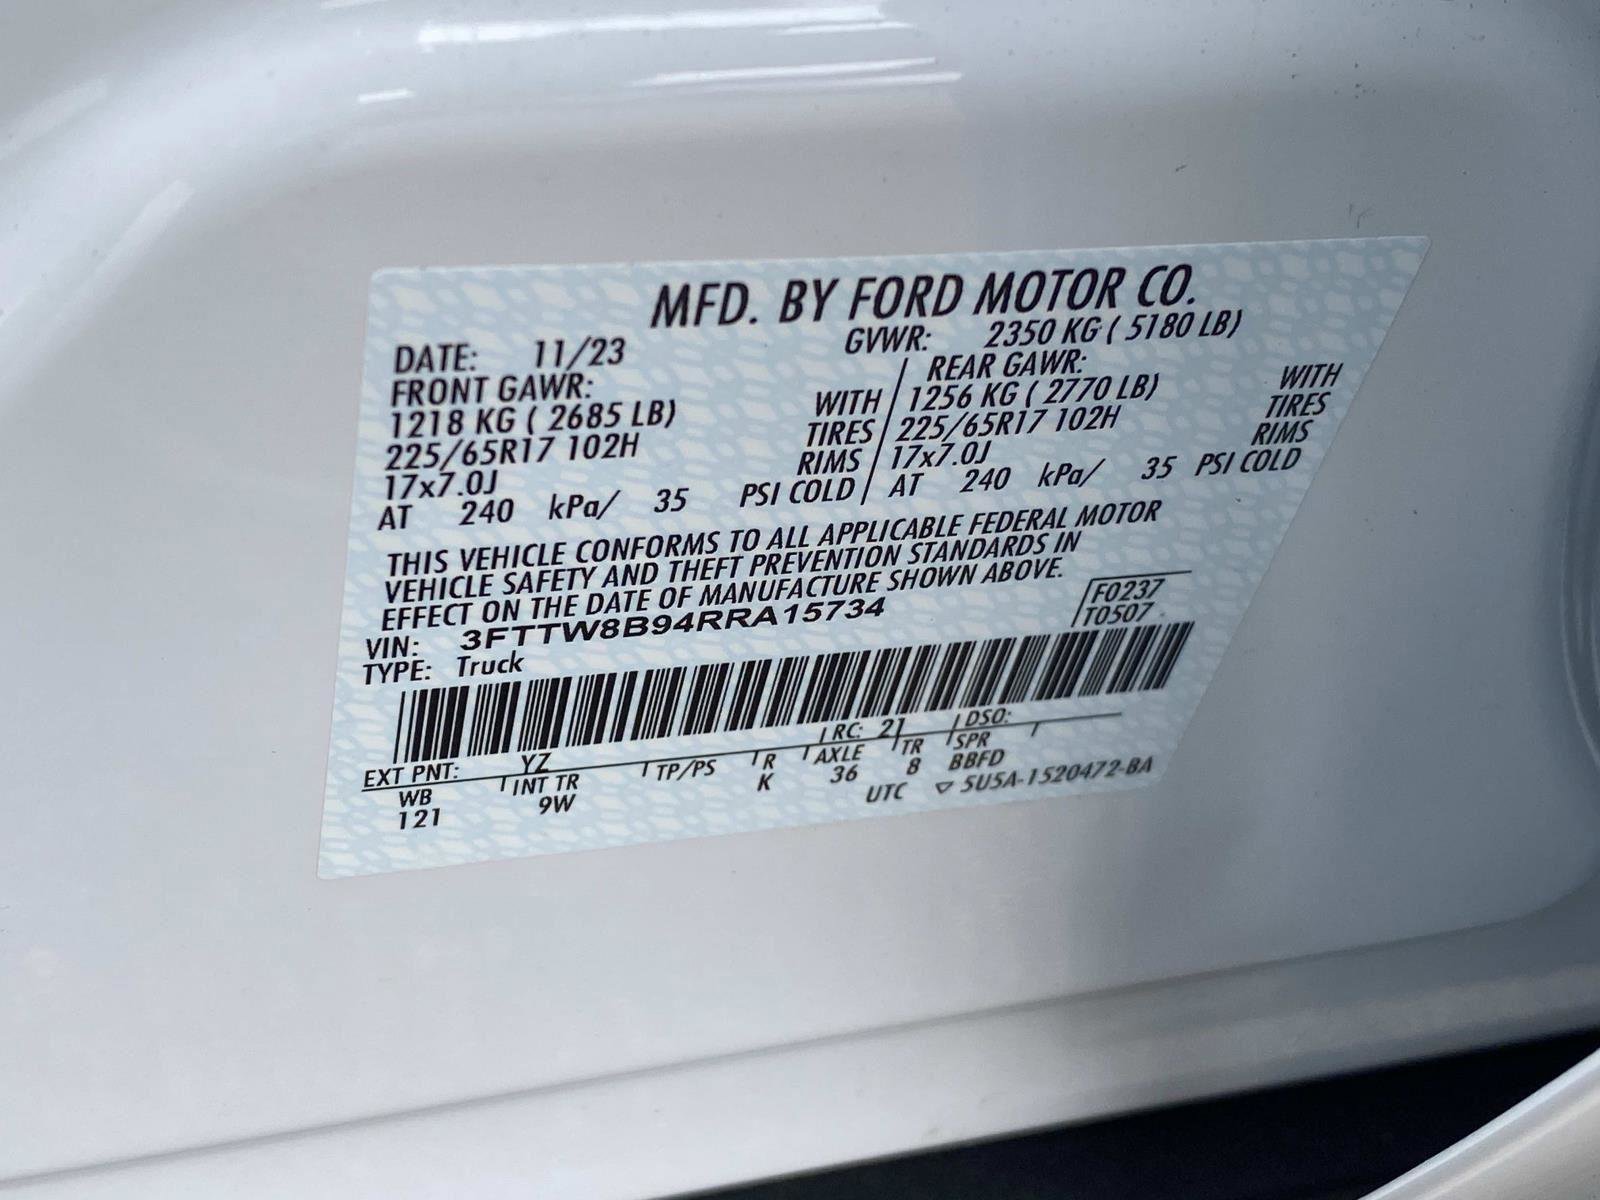 MFD. BY FORD MOTOR CO.
DATE: 11/23 GVWR: 2350 KG ( 5180 LB)
FRONT GAWR: REAR GAWR:
1218 KG ( 2685 LB) WITH 1256 KG ( 2770 LB) WITH
225/65R17 102H TIRES 225/65R17 102H TIRES
17x7.0J RIMS 17x7.0J RIMS
AT 240 kPa/ 35 PSI COLD AT 240 kPa/ 35 PSI COLD
THIS VEHICLE CONFORMS TO ALL APPLICABLE FEDERAL MOTOR
VEHICLE SAFETY AND THEFT PREVENTION STANDARDS IN
EFFECT ON THE DATE OF MANUFACTURE SHOWN ABOVE.
VIN: 3FTTW8B94RRA15734 F0237
TYPE: Truck T0507
EXT PNT: YZ RC: 21 DSO:
WB INT TR TP/PS R AXLE TR SPR
121 9W K 36 8 BBFD
UTC ▽ 5U5A-1520472-BA